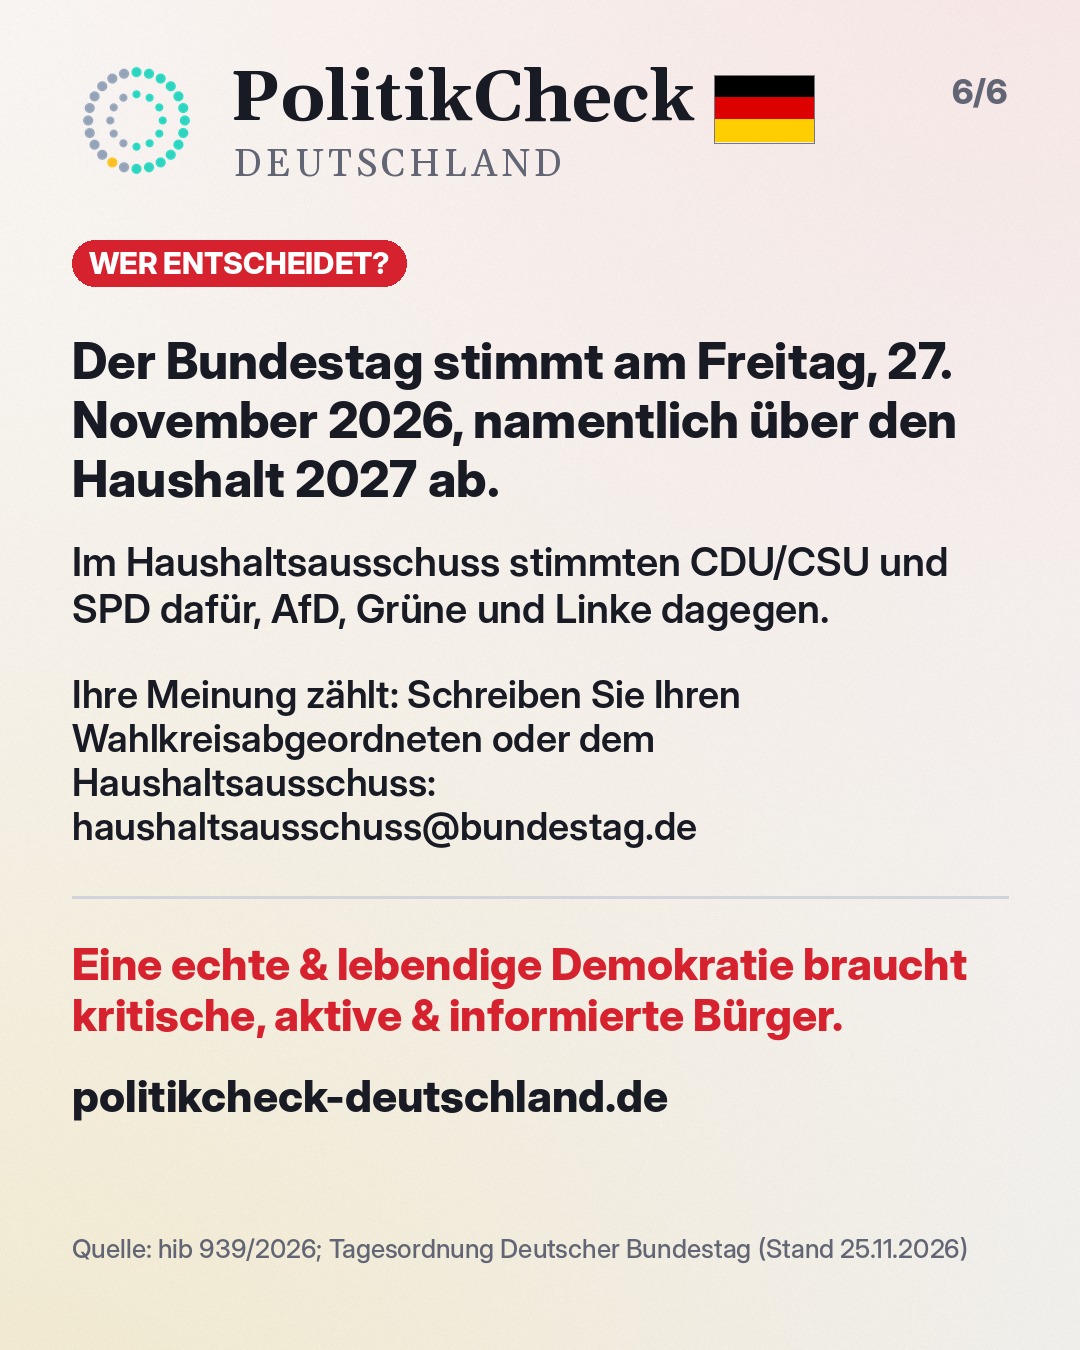 PolitikCheck
DEUTSCHLAND
6/6
WER ENTSCHEIDET?
Der Bundestag stimmt am Freitag, 27.
November 2026, namentlich über den
Haushalt 2027 ab.
Im Haushaltsausschuss stimmten CDU/CSU und
SPD dafür, AfD, Grüne und Linke dagegen.
Ihre Meinung zählt: Schreiben Sie Ihren
Wahlkreisabgeordneten oder dem
Haushaltsausschuss:
haushaltsausschuss@bundestag.de
Eine echte & lebendige Demokratie braucht
kritische, aktive & informierte Bürger.
politikcheck-deutschland.de
Quelle: hib 939/2026; Tagesordnung Deutscher Bundestag (Stand 25.11.2026)